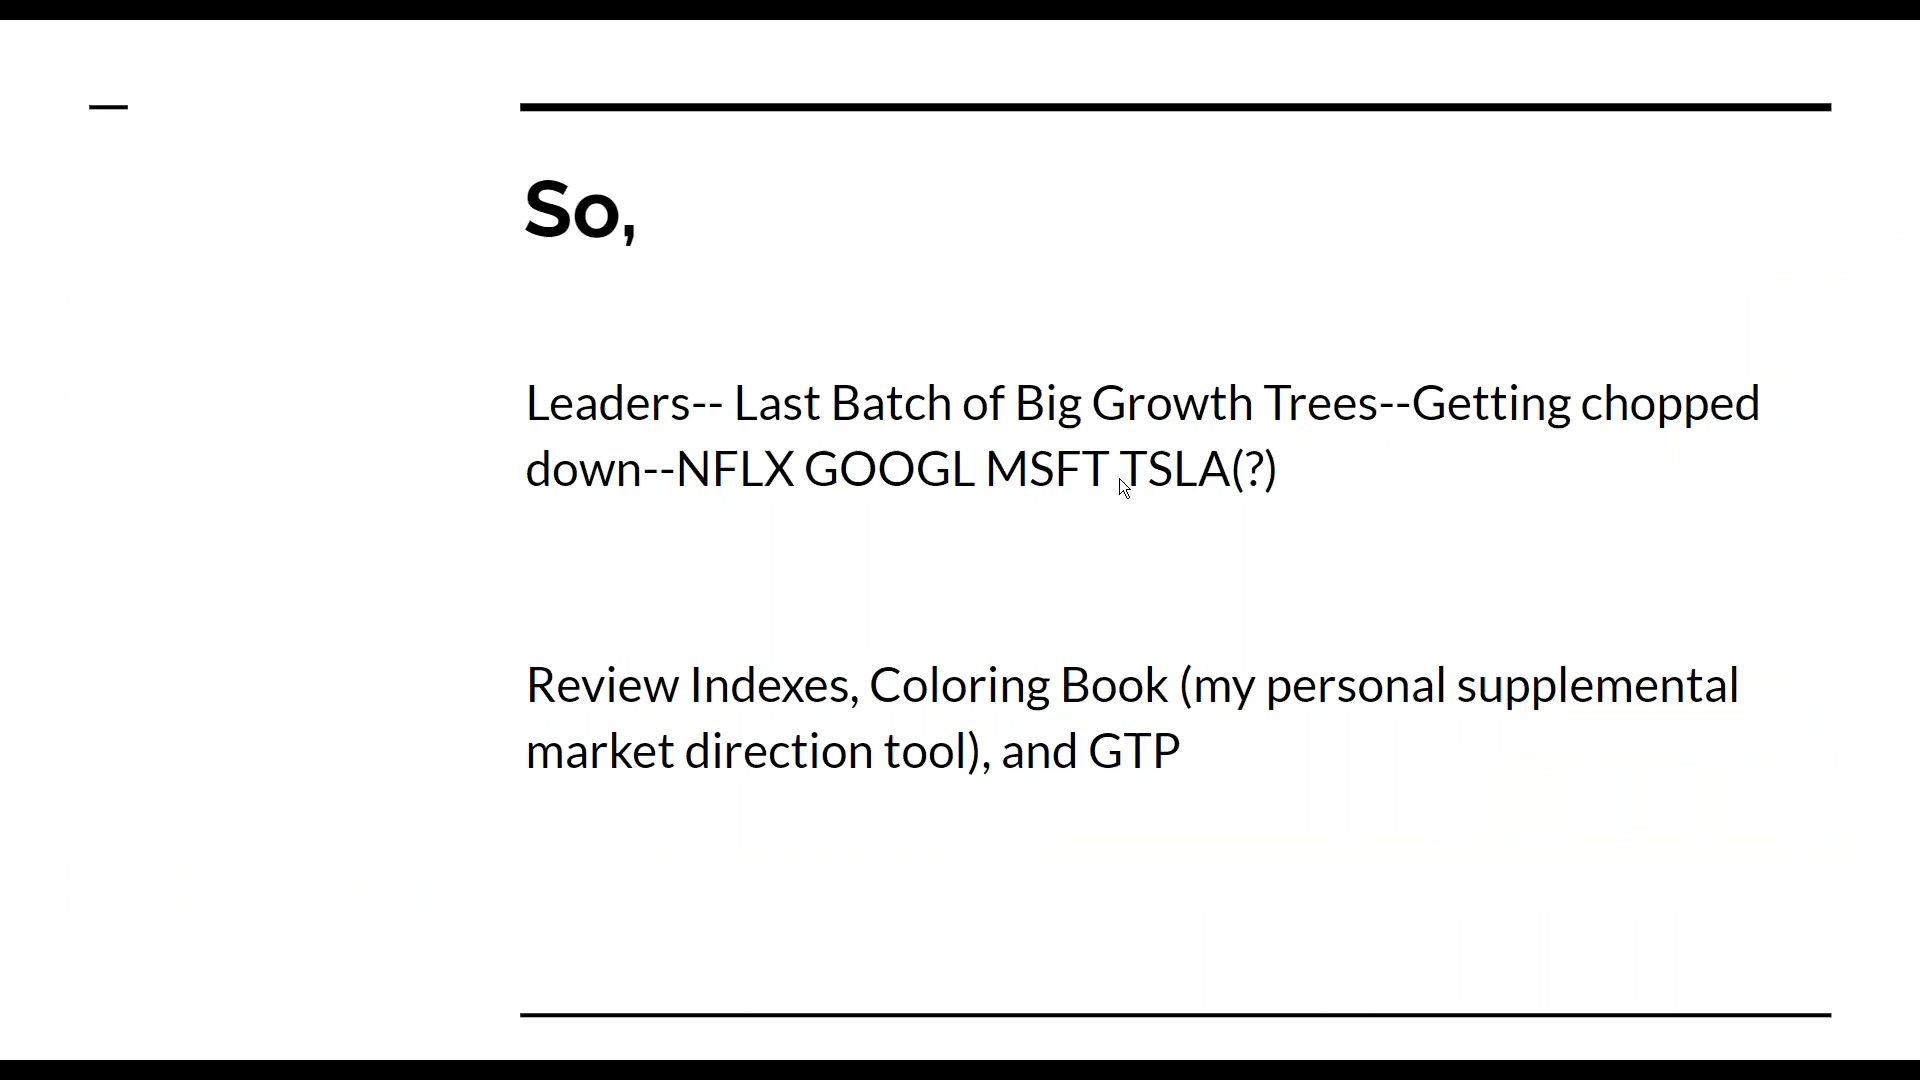 So,
Leaders-- Last Batch of Big Growth Trees--Getting chopped
down--NFLX GOOGL MSFT TSLA(?)
Review Indexes, Coloring Book (my personal supplemental
market direction tool), and GTP